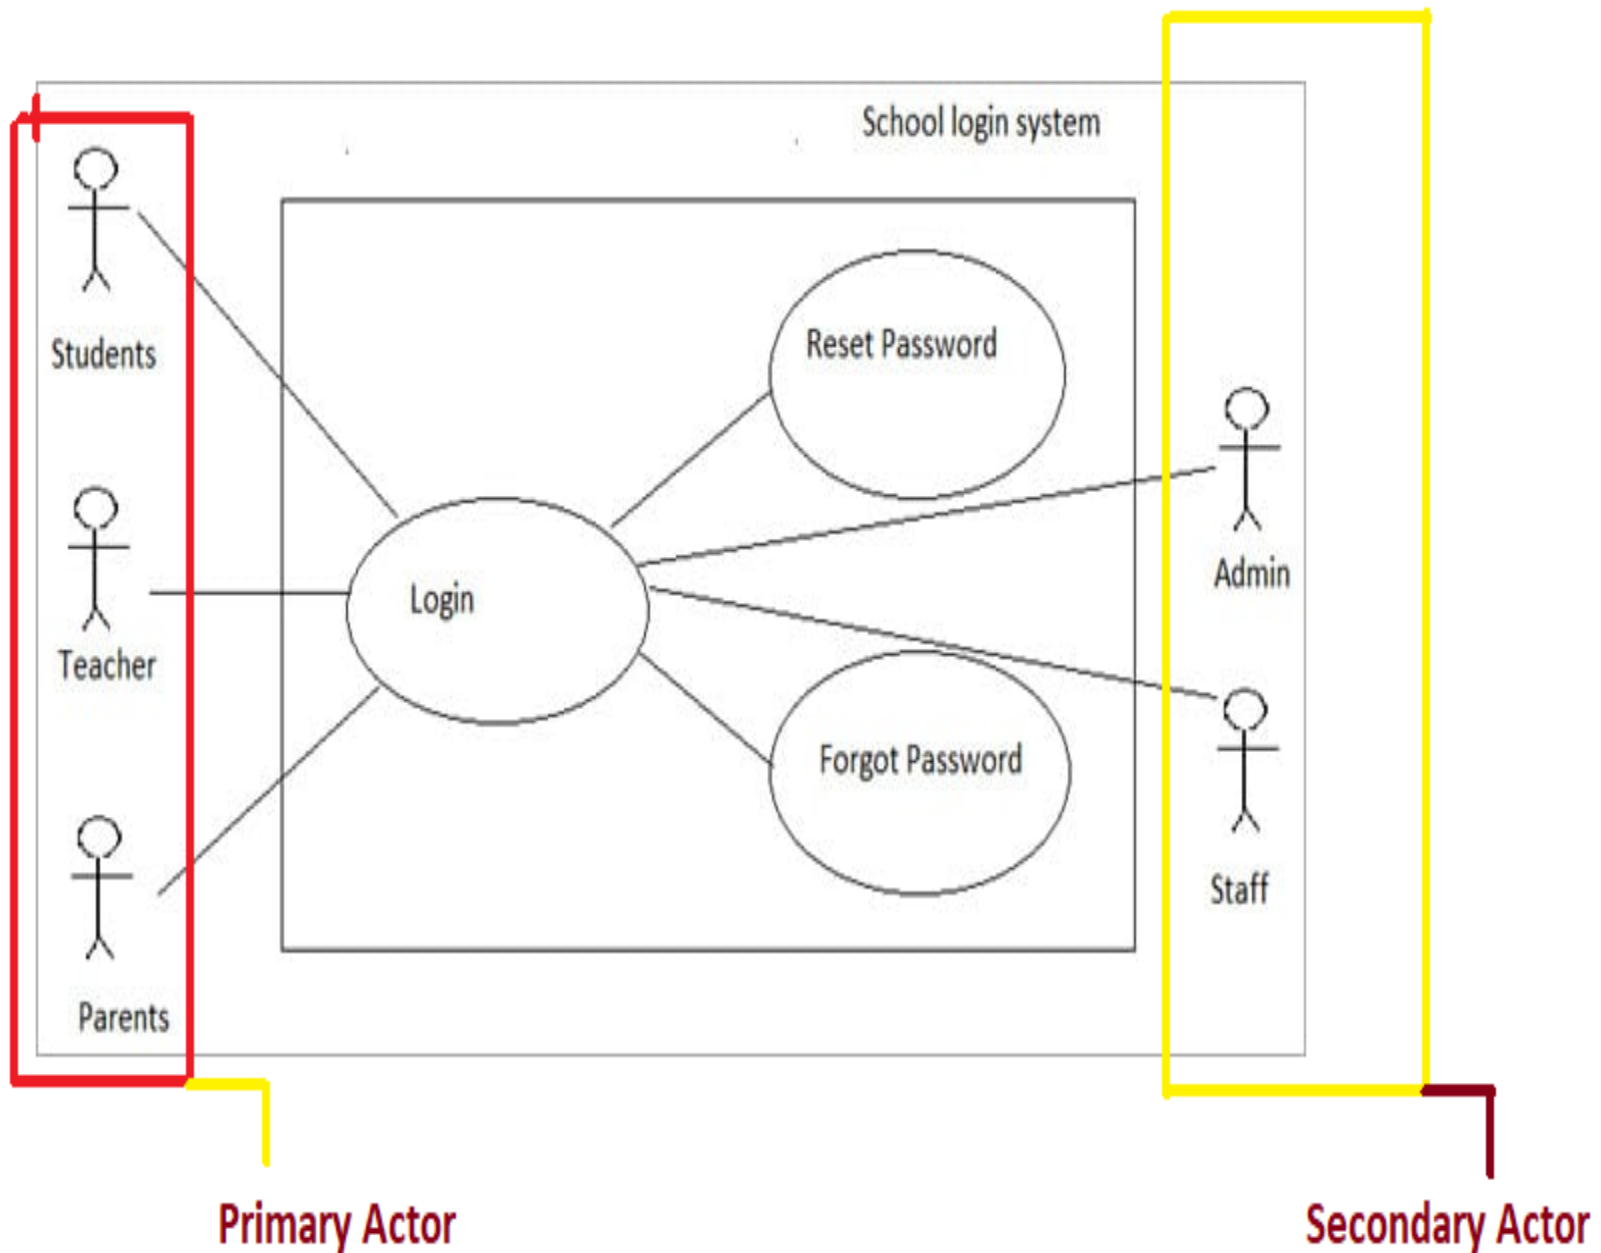 School login system
Students
Reset Password
Admin
Login
Teacher
Forgot Password
Staff
Parents
Primary Actor
Secondary Actor